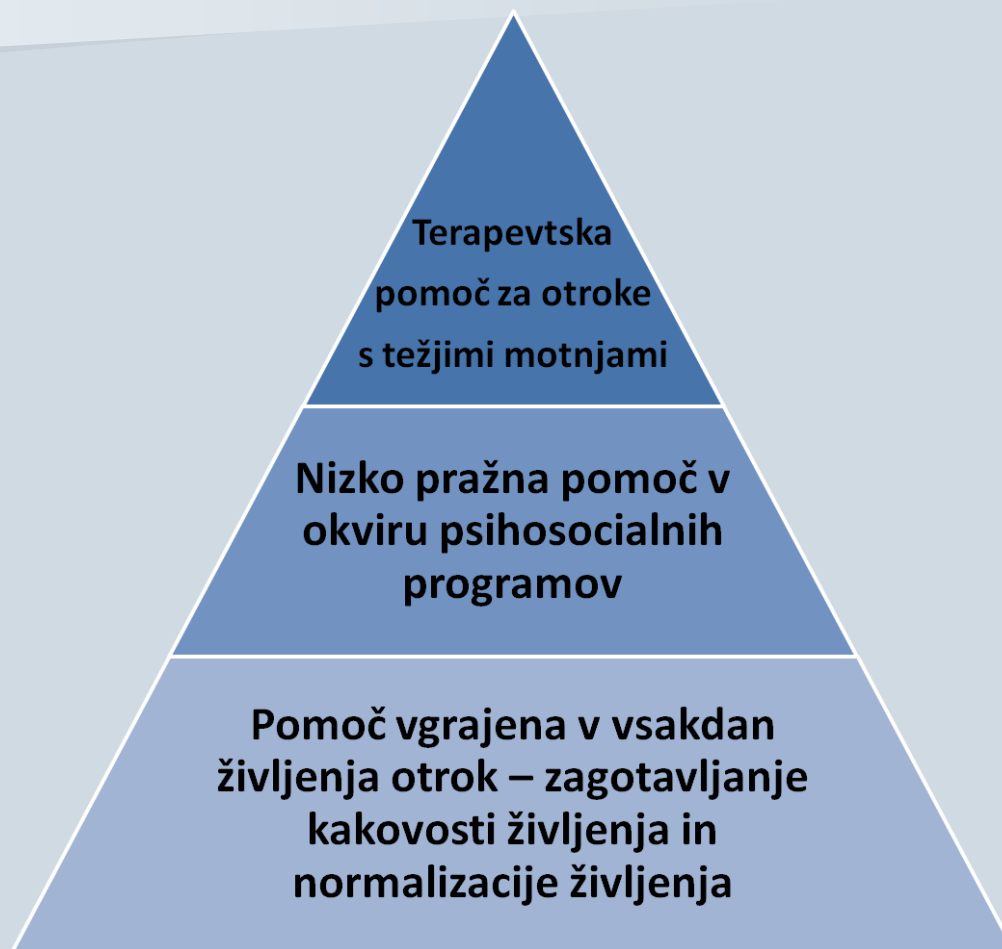 Terapevtska
pomoč za otroke
s težjimi motnjami
Nizko pražna pomoč v
okviru psihosocialnih
programov
Pomoč vgrajena v vsakdan
življenja otrok – zagotavljanje
kakovosti življenja in
normalizacije življenja